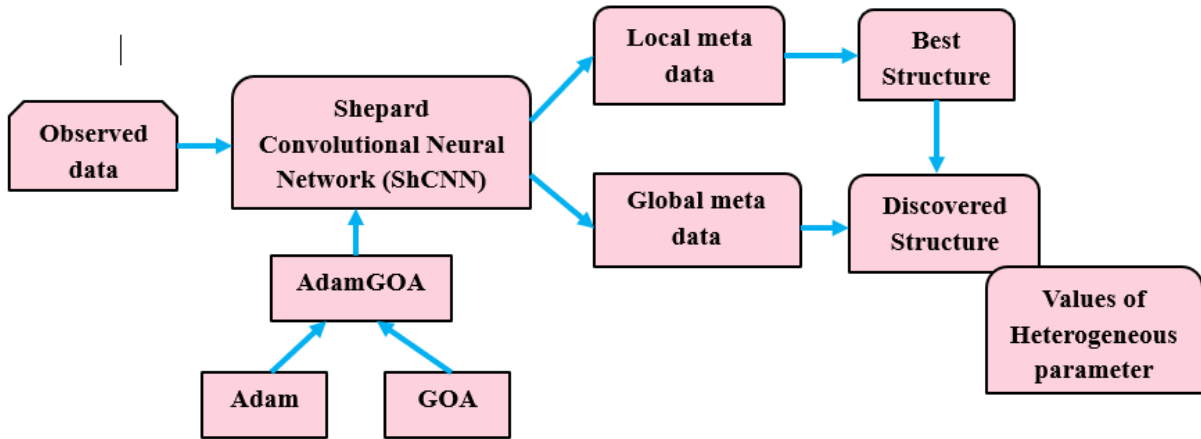 Observed
data
Shepard
Convolutional Neural
Network (ShCNN)
AdamGOA
Adam
GOA
Local meta
data
Best
Structure
Global meta
data
Discovered
Structure
Values of
Heterogeneous
parameter